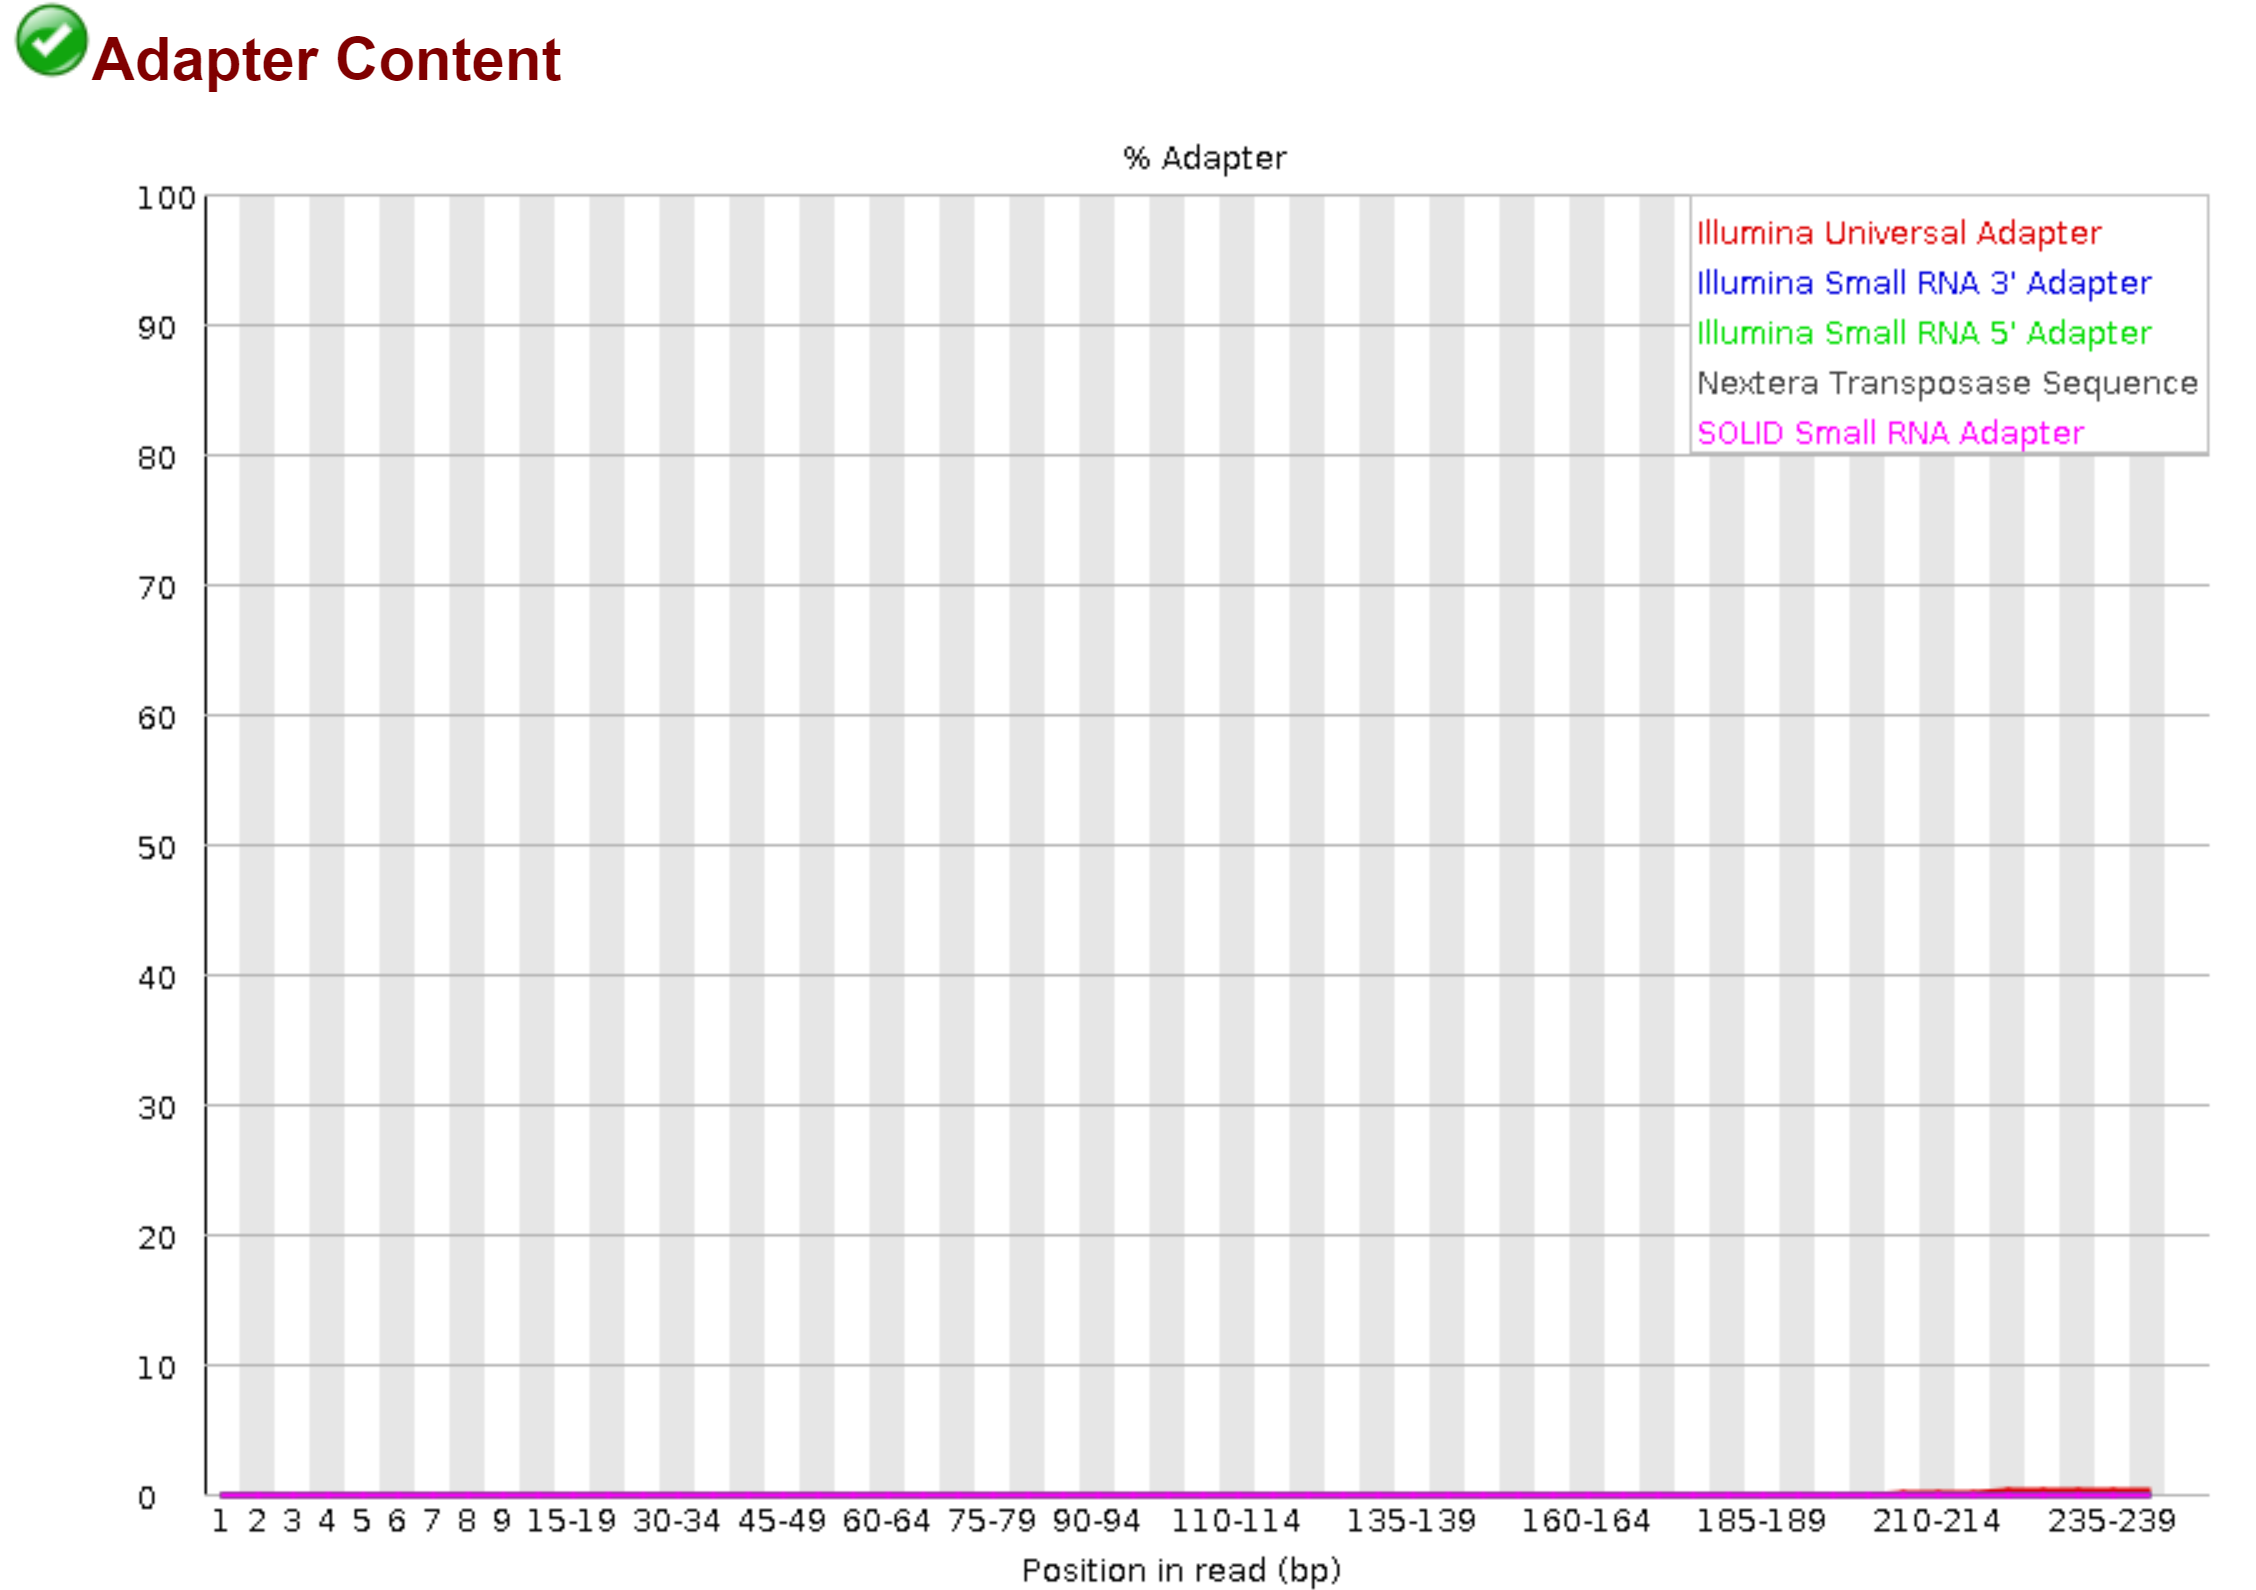 Adapter Content
% Adapter
100
90
80
70
60
50
40
30
20
10
0
Illumina Universal Adapter
Illumina Small RNA 3' Adapter
Illumina Small RNA 5' Adapter
Nextera Transposase Sequence
SOLID Small RNA Adapter
1 2 3 4 5 6 7 8 9 15-19 30-34 45-49 60-64 75-79 90-94 110-114 135-139 160-164 185-189 210-214 235-239
Position in read (bp)